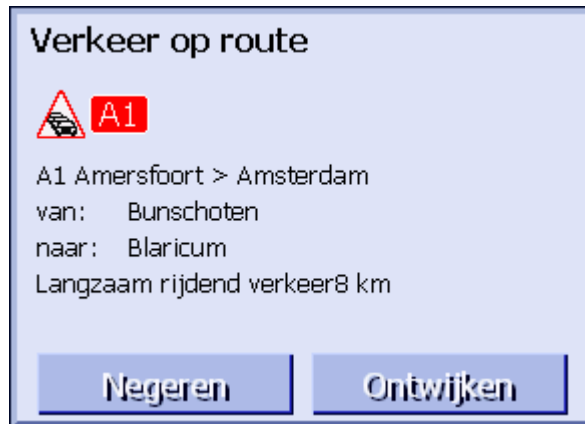 Verkeer op route
A1
A1 Amersfoort > Amsterdam
van: Bunschoten
naar: Blaricum
Langzaam rijdend verkeer8 km
Negeren Ontwijken